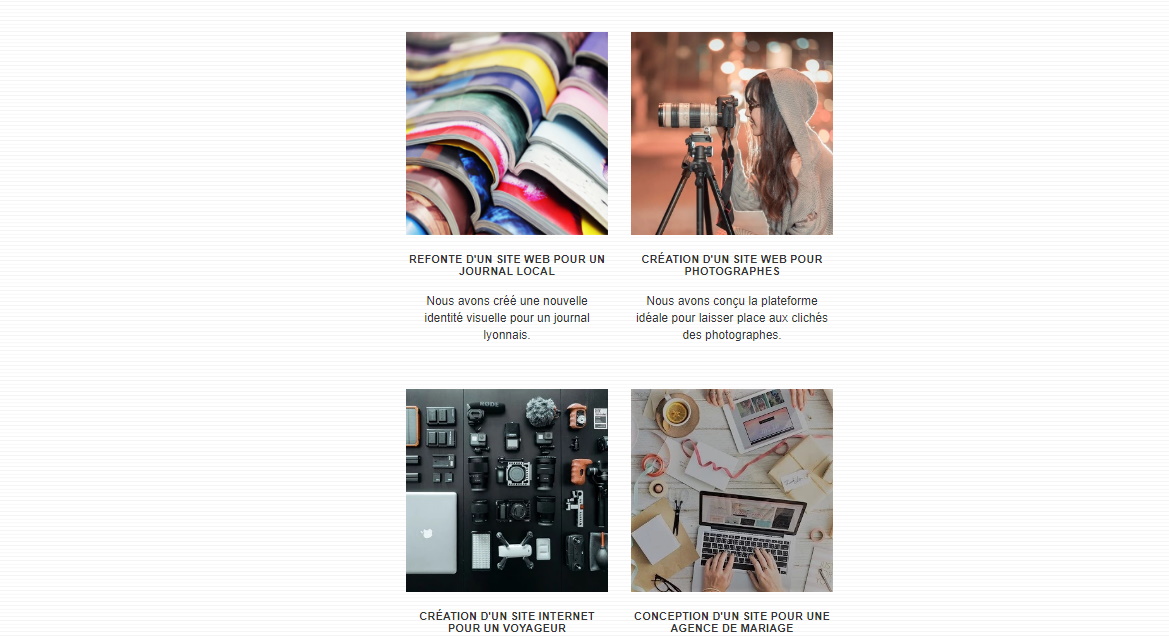 REFONTE D'UN SITE WEB POUR UN
JOURNAL LOCAL
Nous avons créé une nouvelle
identité visuelle pour un journal
lyonnais.
CRÉATION D'UN SITE WEB POUR
PHOTOGRAPHES
Nous avons conçu la plateforme
idéale pour laisser place aux clichés
des photographes.
RODE
CRÉATION D'UN SITE INTERNET
POUR UN VOYAGEUR
CONCEPTION D'UN SITE POUR UNE
AGENCE DE MARIAGE